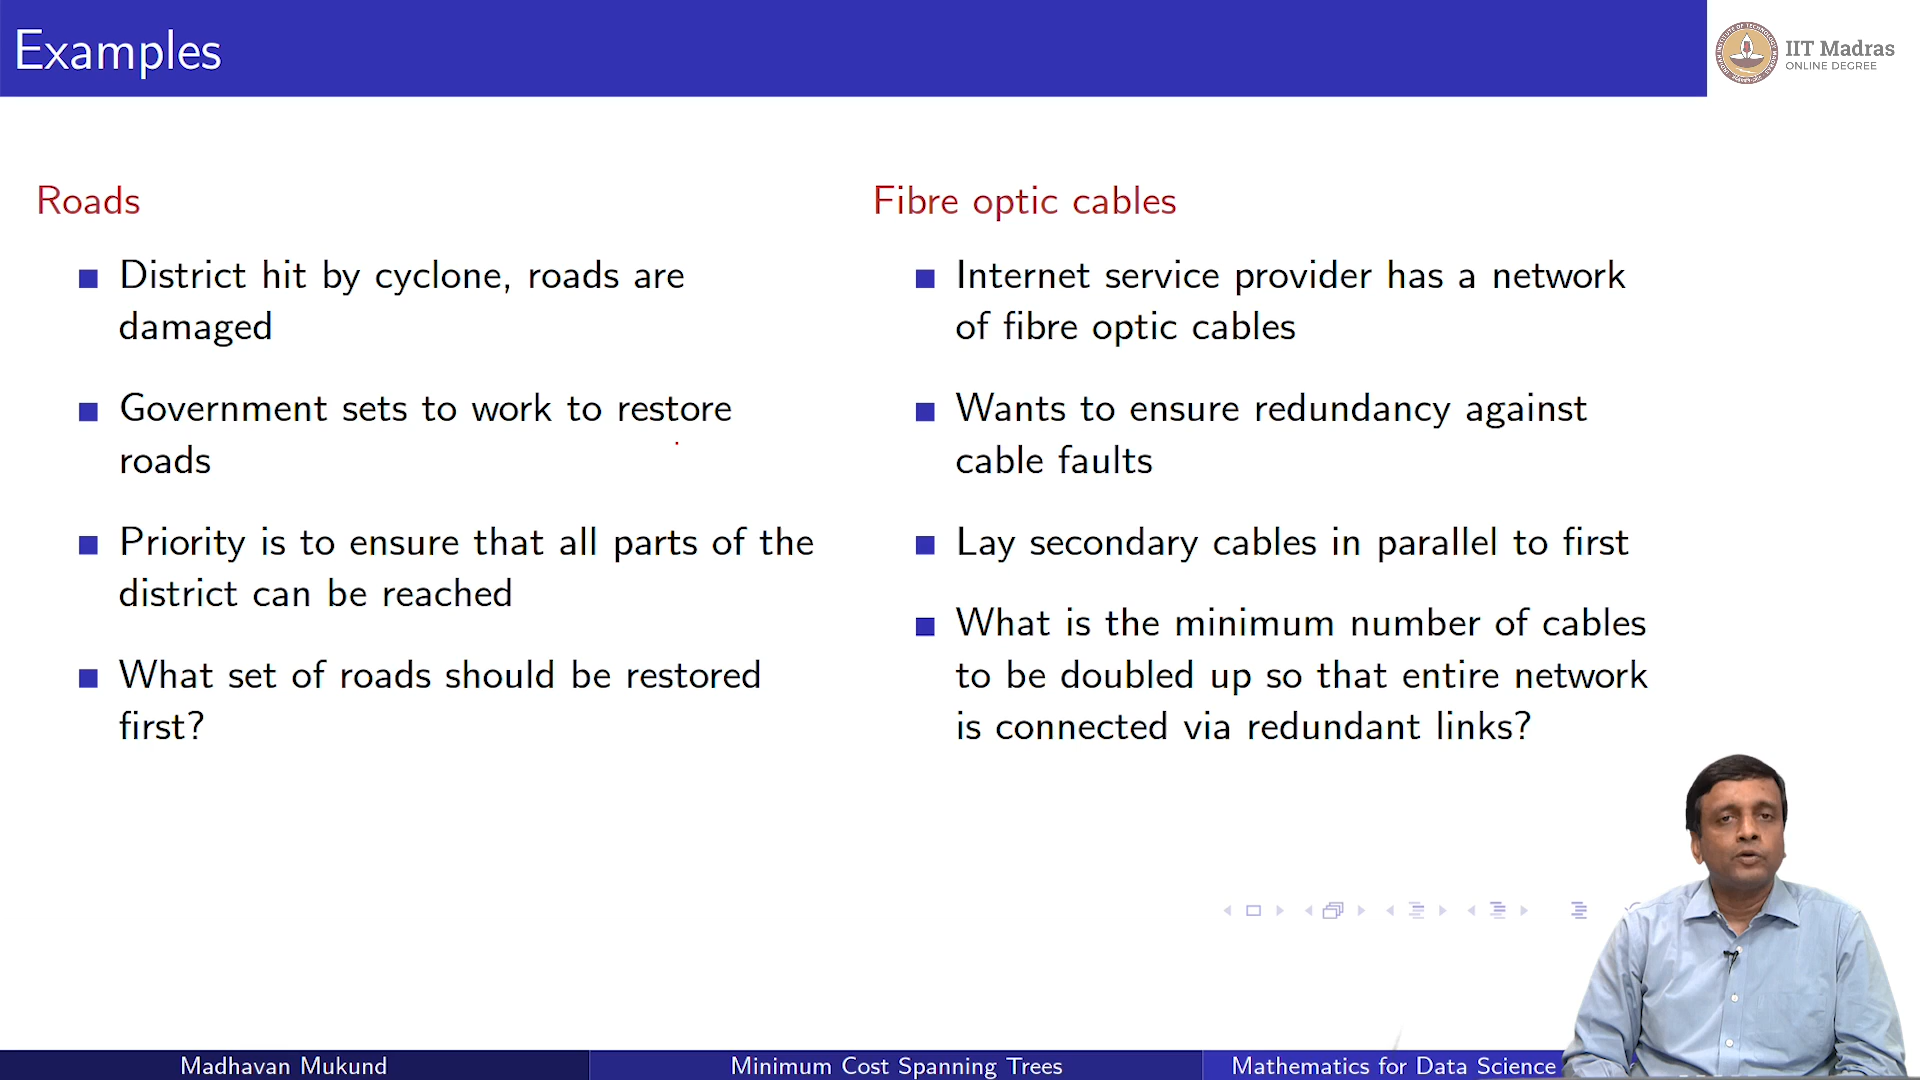 Examples
IIT Madras
ONLINE DEGREE
Roads
District hit by cyclone, roads are
damaged
Government sets to work to restore
roads
Priority is to ensure that all parts of the
district can be reached
What set of roads should be restored
first?
Fibre optic cables
Internet service provider has a network
of fibre optic cables
Wants to ensure redundancy against
cable faults
Lay secondary cables in parallel to first
What is the minimum number of cables
to be doubled up so that entire network
is connected via redundant links?
Madhavan Mukund
Minimum Cost Spanning Trees
Mathematics for Data Science